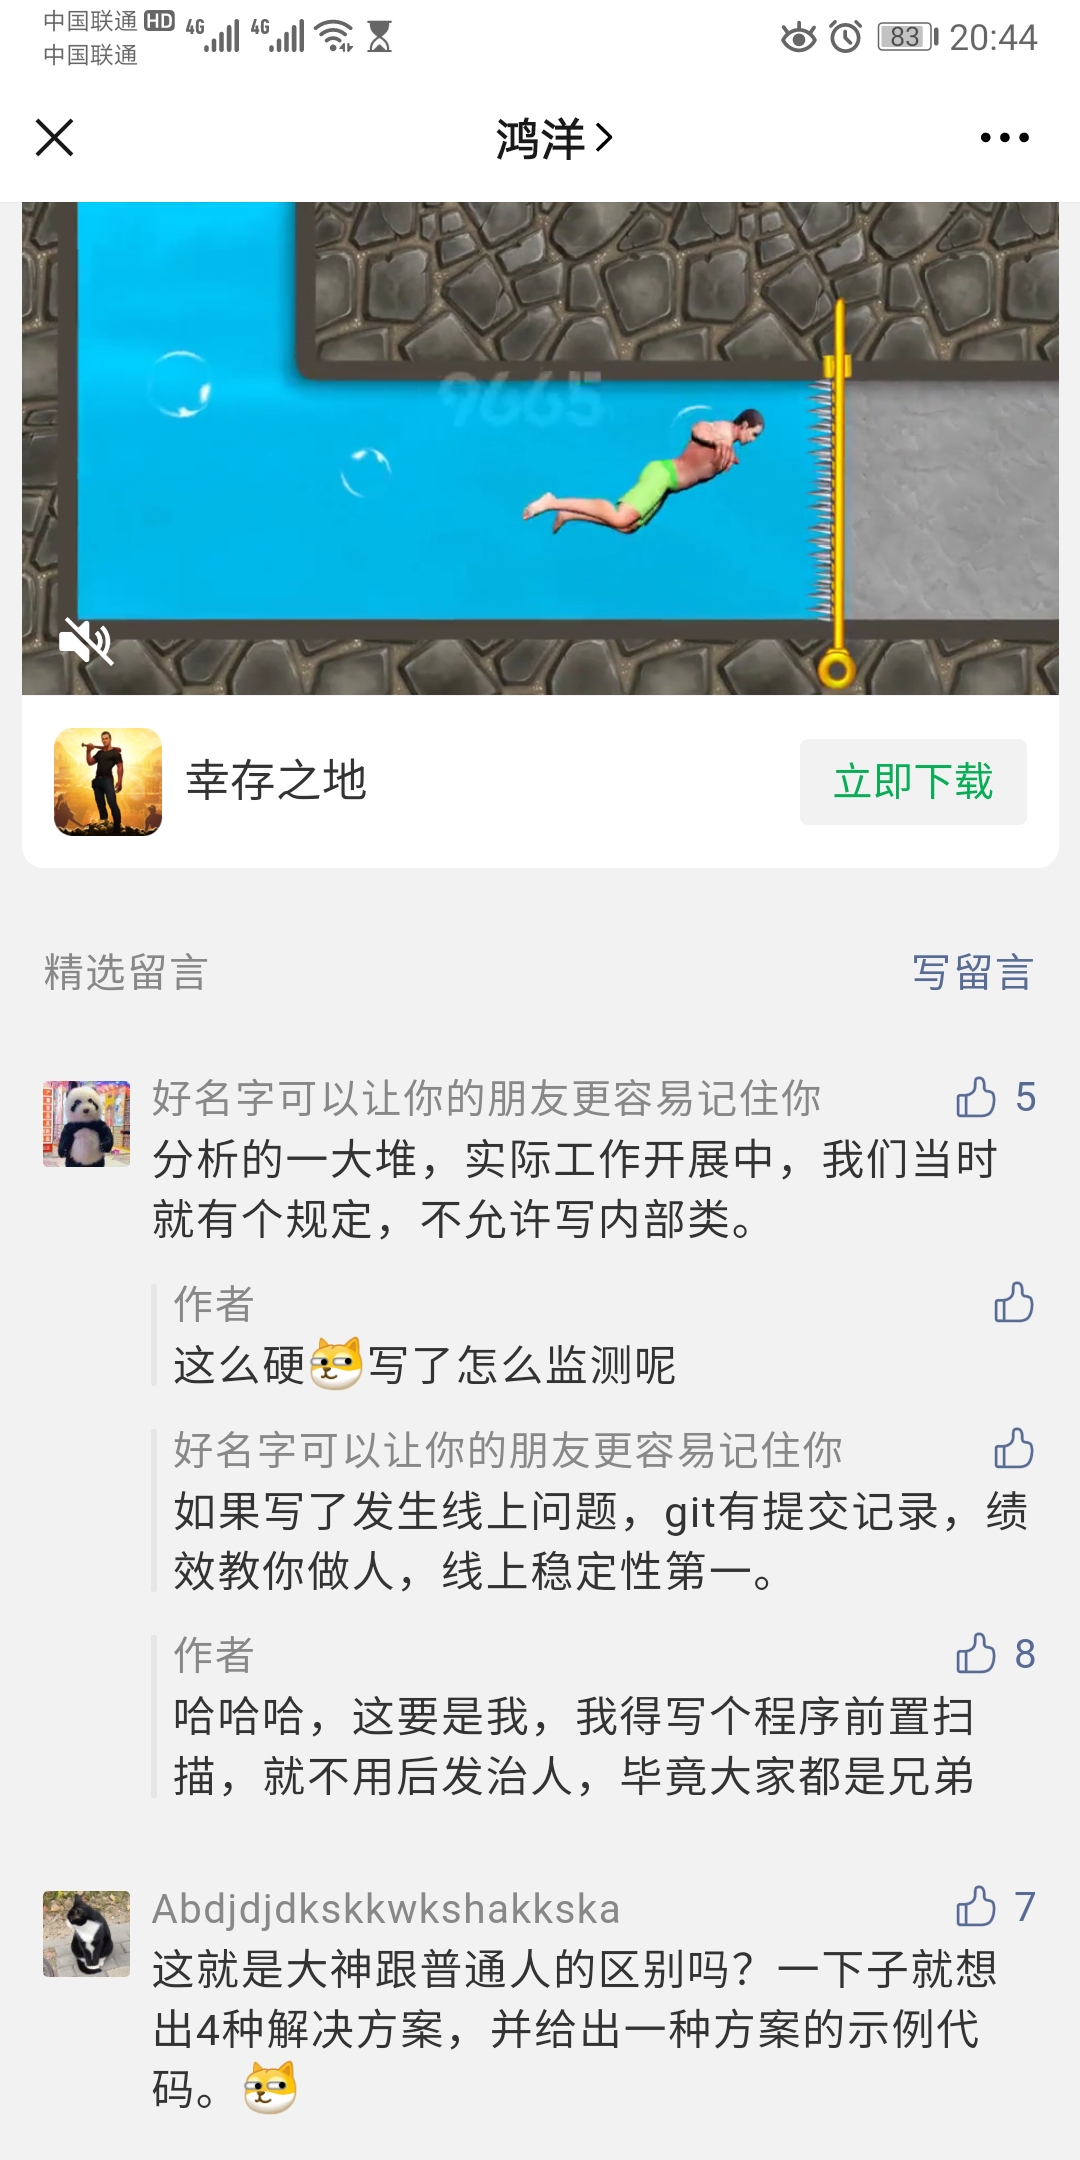 中国联通 HD 4G 4G 83 20:44
中国联通
鸿洋
9665
幸存之地
立即下载
精选留言
写留言
好名字可以让你的朋友更容易记住你 5
分析的一大堆，实际工作开展中，我们当时
就有个规定，不允许写内部类。
作者
这么硬写了怎么监测呢
好名字可以让你的朋友更容易记住你
如果写了发生线上问题，git有提交记录，绩
效教你做人，线上稳定性第一。
作者 8
哈哈哈，这要是我，我得写个程序前置扫
描，就不用后发治人，毕竟大家都是兄弟
Abdjdjdkskkwkshakkska 7
这就是大神跟普通人的区别吗？一下子就想
出4种解决方案，并给出一种方案的示例代
码。